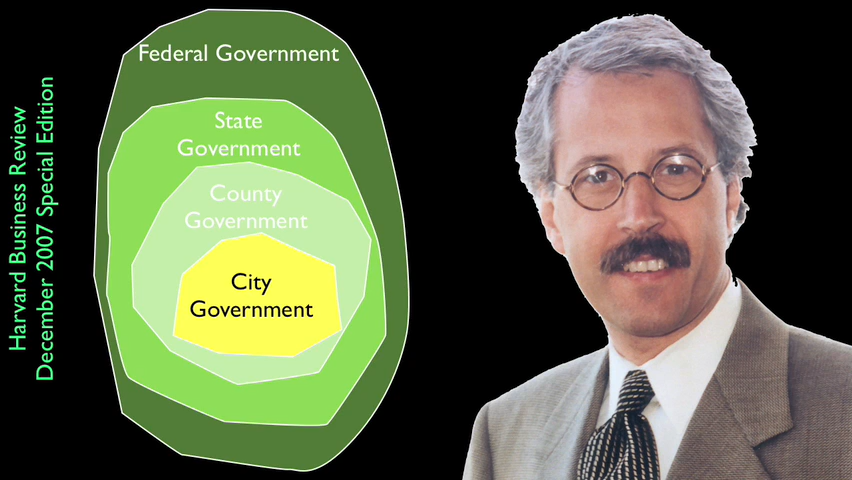 Harvard Business Review
December 2007 Special Edition
Federal Government
State
Government
County
Government
City
Government